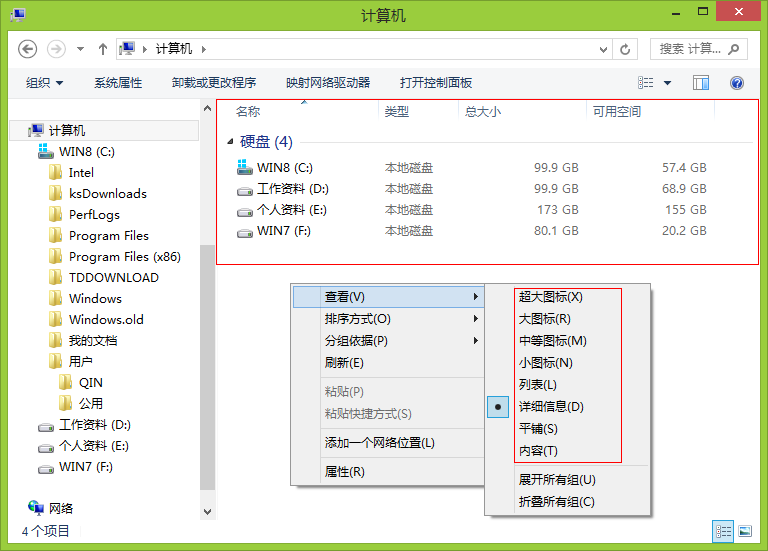 计算机
计算机
搜索 计算...
组织 系统属性 卸载或更改程序 映射网络驱动器 打开控制面板
计算机
WIN8 (C:)
Intel
ksDownloads
PerfLogs
Program Files
Program Files (x86)
TDDOWNLOAD
Windows
Windows.old
我的文档
用户
QIN
公用
工作资料 (D:)
个人资料 (E:)
WIN7 (F:)
网络
名称 类型 总大小 可用空间
硬盘 (4)
WIN8 (C:) 本地磁盘 99.9 GB 57.4 GB
工作资料 (D:) 本地磁盘 99.9 GB 68.9 GB
个人资料 (E:) 本地磁盘 173 GB 155 GB
WIN7 (F:) 本地磁盘 80.1 GB 20.2 GB
查看(V)
排序方式(O)
分组依据(P)
刷新(E)
粘贴(P)
粘贴快捷方式(S)
添加一个网络位置(L)
属性(R)
超大图标(X)
大图标(R)
中等图标(M)
小图标(N)
列表(L)
详细信息(D)
平铺(S)
内容(T)
展开所有组(U)
折叠所有组(C)
4 个项目